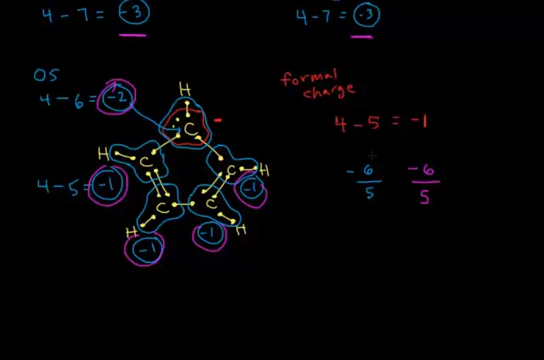 4 - 7 = -3
4 - 7 = -3
OS
4 - 6 = -2
formal
charge
4 - 5 = -1
H
C
-
H
C
C
H
4 - 5 = -1
-1
C
C
H
H
-1
-1
- 6/5
- 6/5